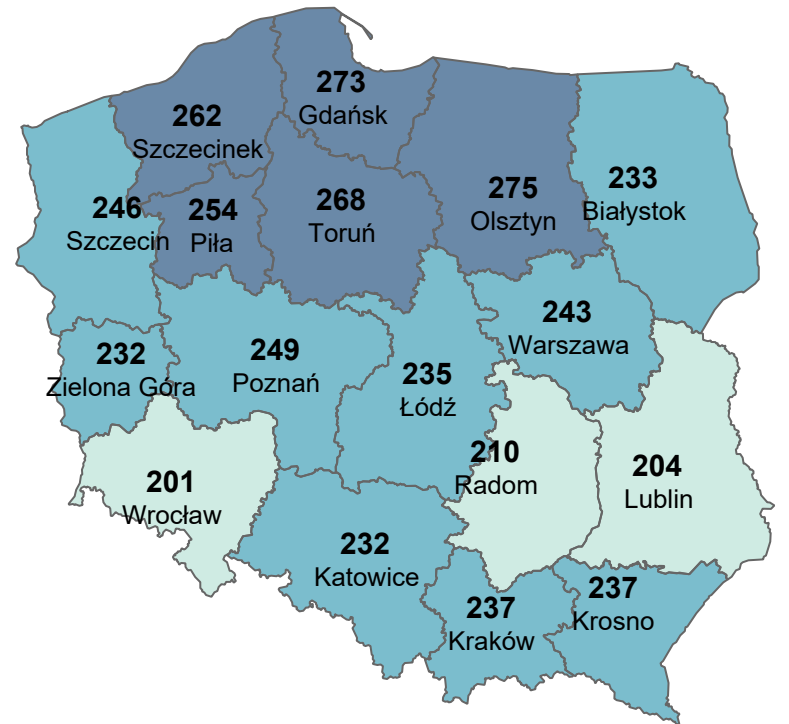 273
Gdańsk
262
Szczecinek
246
Szczecin
254
Piła
268
Toruń
275
Olsztyn
233
Białystok
232
Zielona Góra
249
Poznań
235
Łódź
243
Warszawa
201
Wrocław
210
Radom
204
Lublin
232
Katowice
237
Kraków
237
Krosno